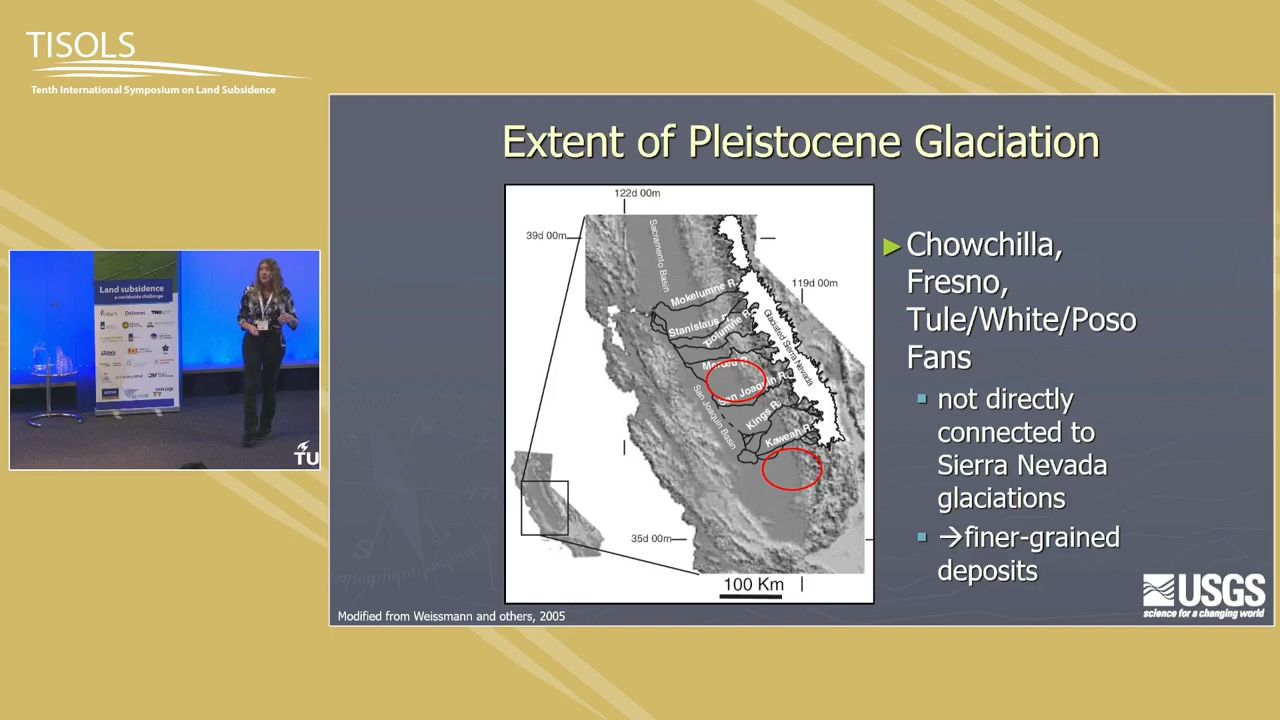 TISOLS
Tenth International Symposium on Land Subsidence
Extent of Pleistocene Glaciation
122d 00m
39d 00m
119d 00m
Sacramento Basin
Mokelumne R.
Stanislaus R.
Merced R.
San Joaquin R.
Kings R.
Kaweah R.
Glaciated Sierra Nevada
San Joaquin Basin
35d 00m
100 Km
► Chowchilla,
Fresno,
Tule/White/Poso
Fans
▪ not directly
connected to
Sierra Nevada
glaciations
▪ →finer-grained
deposits
Modified from Weissmann and others, 2005
USGS
science for a changing world
Land subsidence
a worldwide challenge
Deltares
TU